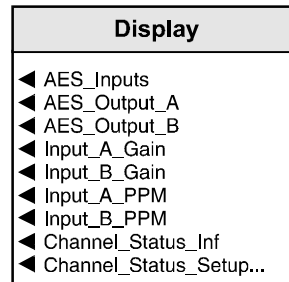 Display
◀ AES_Inputs
◀ AES_Output_A
◀ AES_Output_B
◀ Input_A_Gain
◀ Input_B_Gain
◀ Input_A_PPM
◀ Input_B_PPM
◀ Channel_Status_Inf
◀ Channel_Status_Setup...